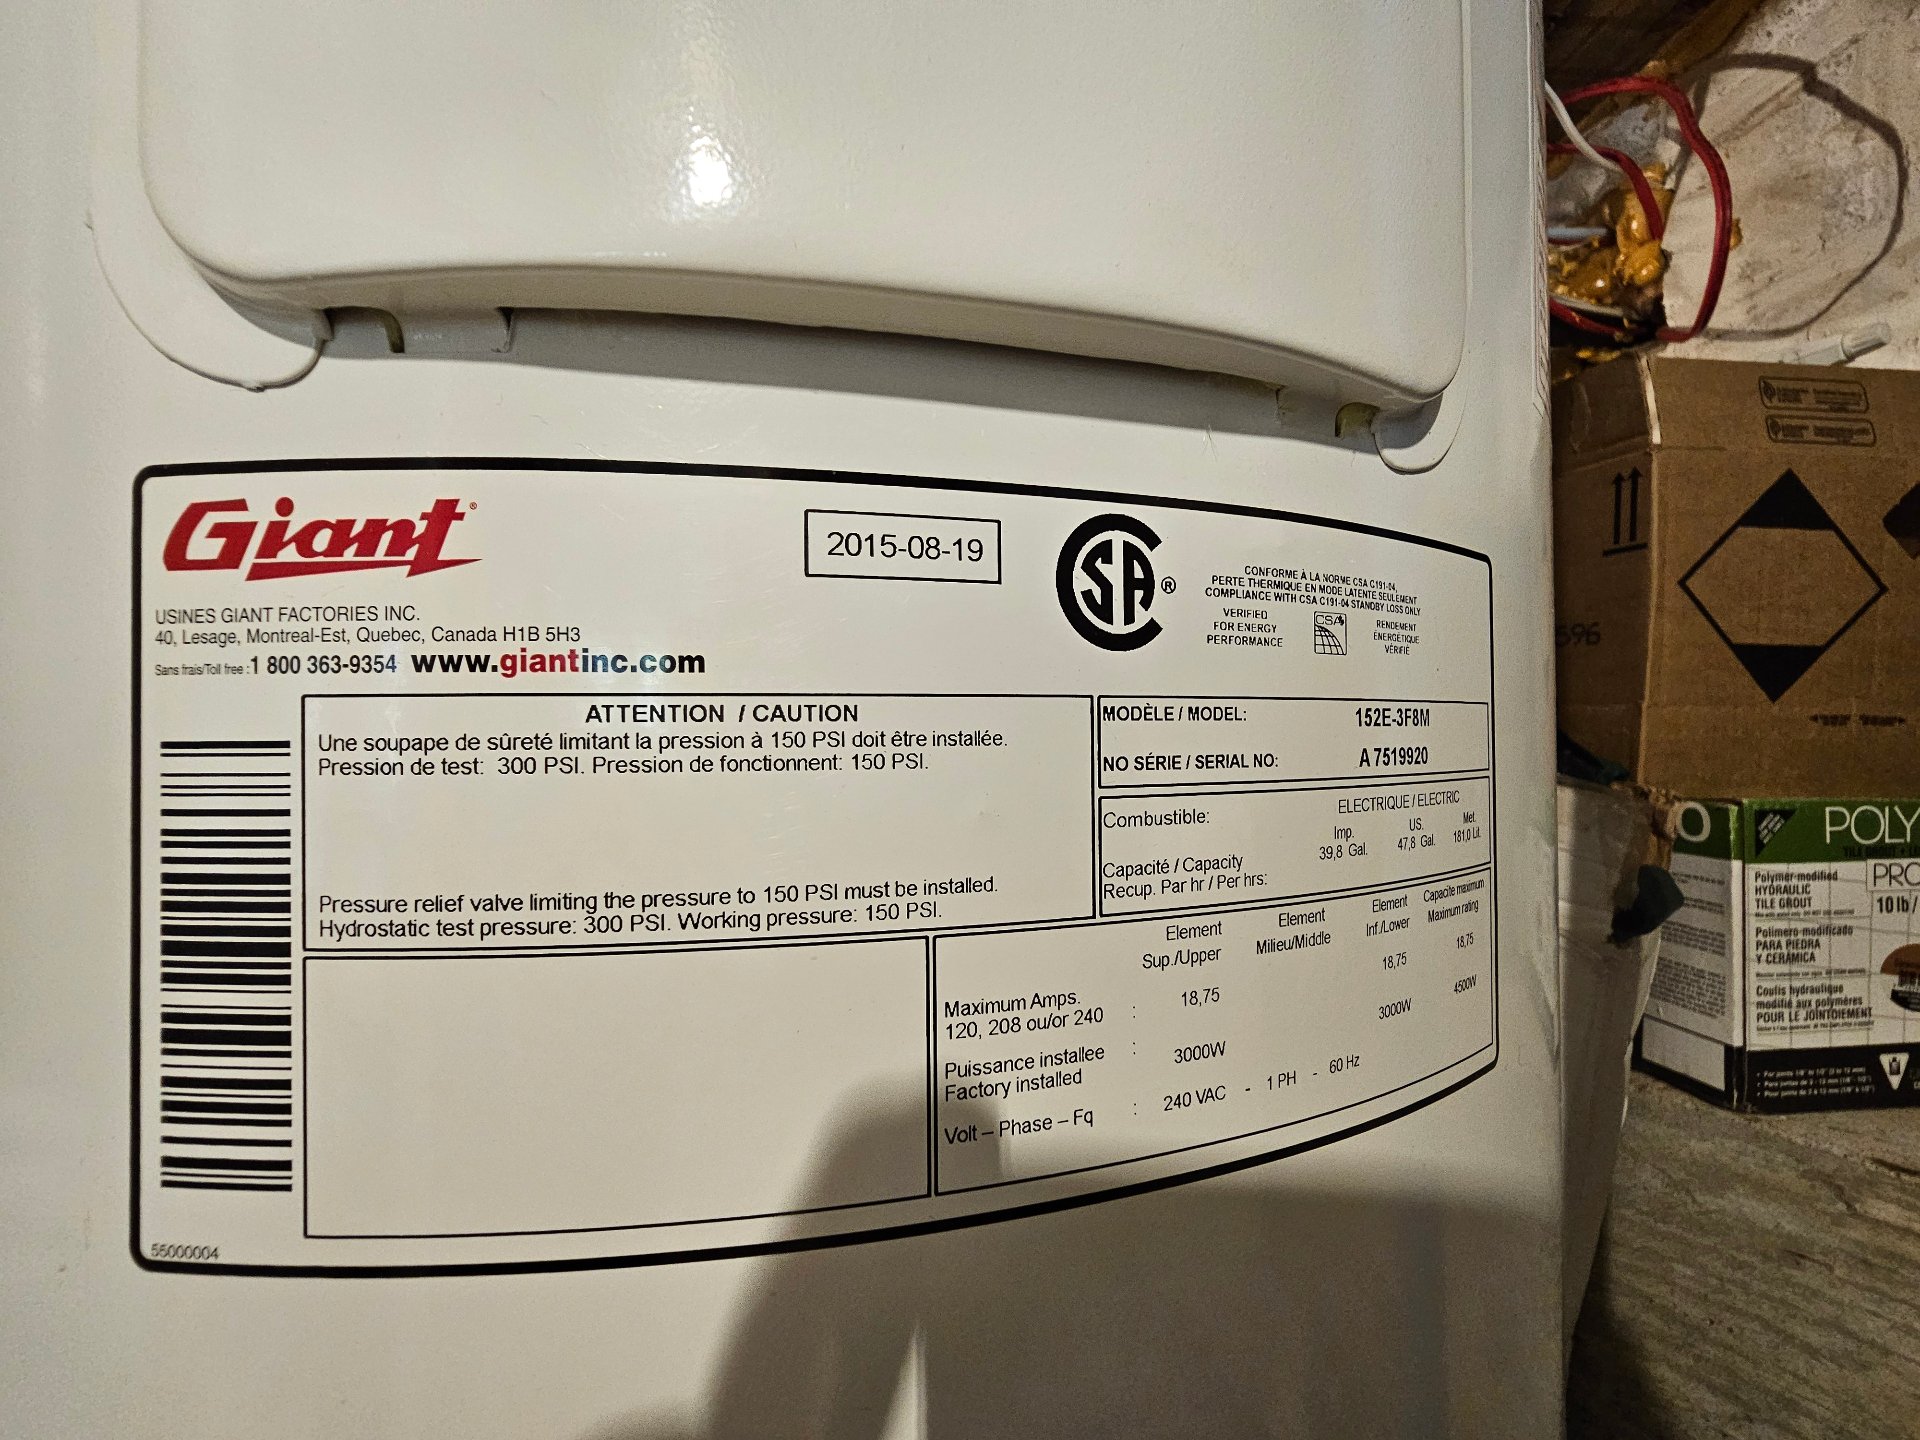 Giant®
2015-08-19
CSA®
CONFORME À LA NORME CSA C191-04,
PERTE THERMIQUE EN MODE LATENTE SEULEMENT
COMPLIANCE WITH CSA C191-04 STANDBY LOSS ONLY
VERIFIED
FOR ENERGY
PERFORMANCE
CSA
RENDEMENT
ÉNERGÉTIQUE
VÉRIFIÉ
USINES GIANT FACTORIES INC.
40, Lesage, Montreal-Est, Quebec, Canada H1B 5H3
Sans frais/Toll free : 1 800 363-9354 www.giantinc.com
ATTENTION / CAUTION
Une soupape de sûreté limitant la pression à 150 PSI doit être installée.
Pression de test: 300 PSI. Pression de fonctionnent: 150 PSI.
Pressure relief valve limiting the pressure to 150 PSI must be installed.
Hydrostatic test pressure: 300 PSI. Working pressure: 150 PSI.
MODÈLE / MODEL: 152E-3F8M
NO SÉRIE / SERIAL NO: A 7519920
Combustible: ELECTRIQUE / ELECTRIC
Imp. US. Met.
Capacité / Capacity 39,8 Gal. 47,8 Gal. 181,0 Lit.
Recup. Par hr / Per hrs:
Element Element Element Capacite maximum
Sup./Upper Milieu/Middle Inf./Lower Maximum rating
Maximum Amps.
120, 208 ou/or 240 : 18,75 18,75 18,75
Puissance installee
Factory installed : 3000W 3000W 4500W
Volt – Phase – Fq : 240 VAC - 1 PH - 60 Hz
55000004
596
O
POLY
PRO
10 lb /
Polymer-modified
HYDRAULIC
TILE GROUT
Polimero-modificado
PARA PIEDRA
Y CERÁMICA
Coulis hydraulique
modifié aux polymères
POUR LE JOINTOIEMENT